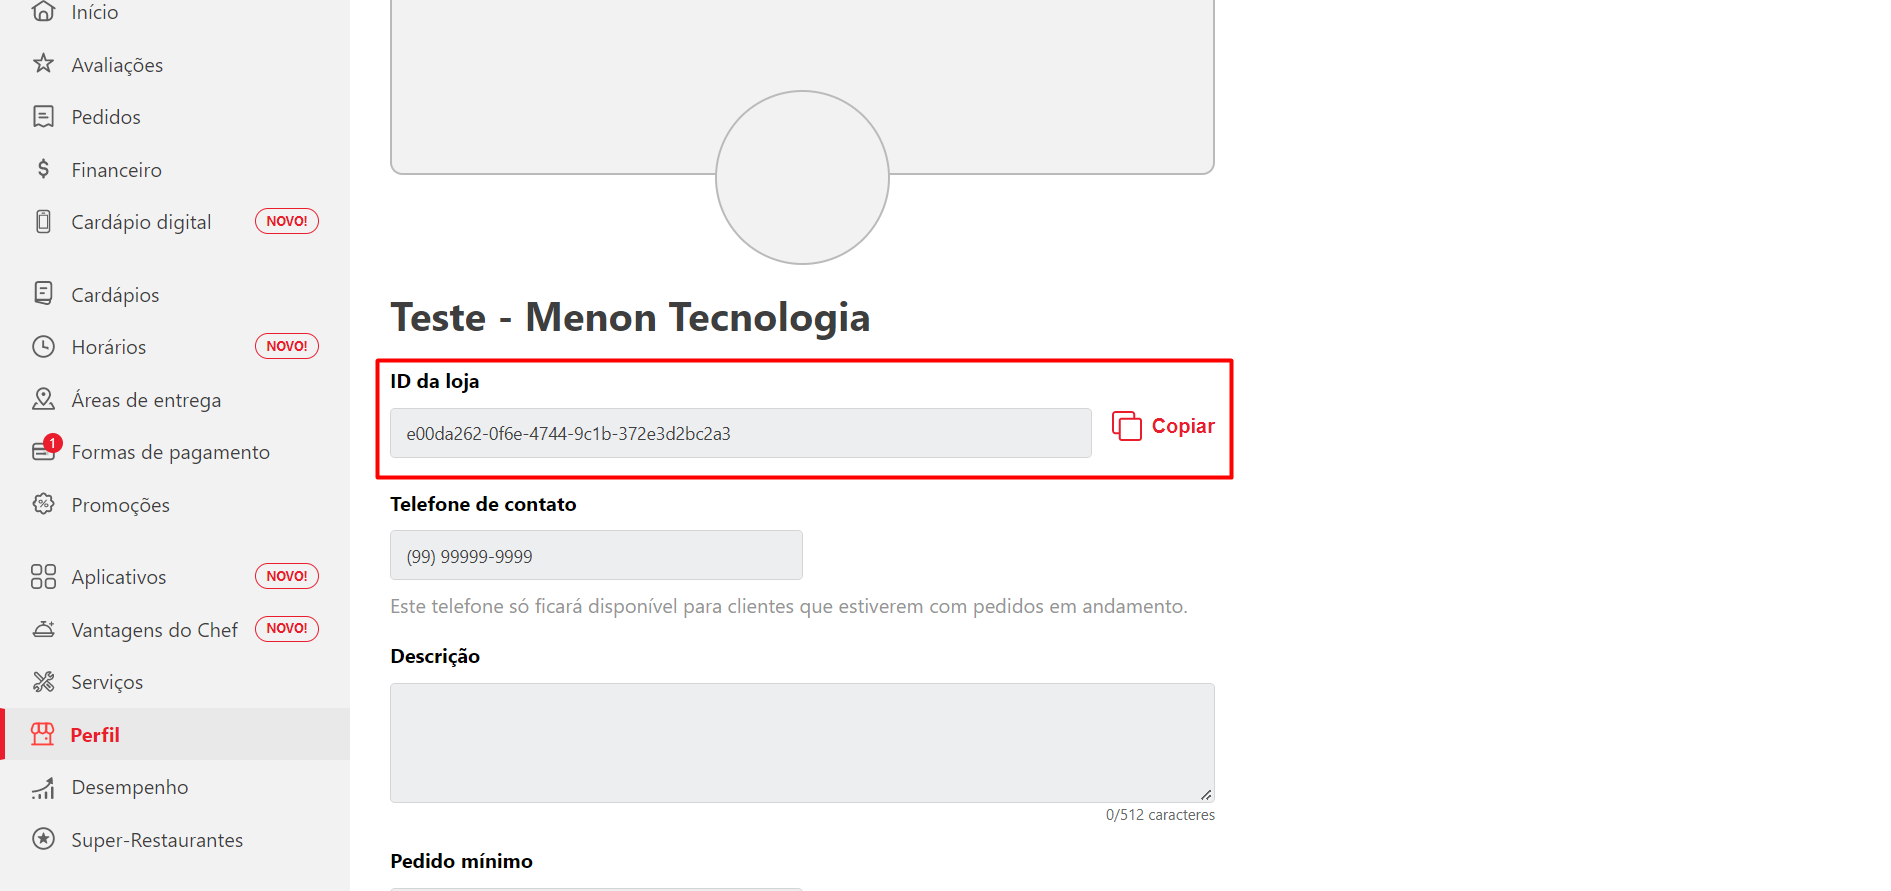 Início
Avaliações
Pedidos
Financeiro
Cardápio digital NOVO!
Cardápios
Horários NOVO!
Áreas de entrega
1
Formas de pagamento
Promoções
Aplicativos NOVO!
Vantagens do Chef NOVO!
Serviços
Perfil
Desempenho
Super-Restaurantes
Teste - Menon Tecnologia
ID da loja
e00da262-0f6e-4744-9c1b-372e3d2bc2a3 Copiar
Telefone de contato
(99) 99999-9999
Este telefone só ficará disponível para clientes que estiverem com pedidos em andamento.
Descrição
0/512 caracteres
Pedido mínimo